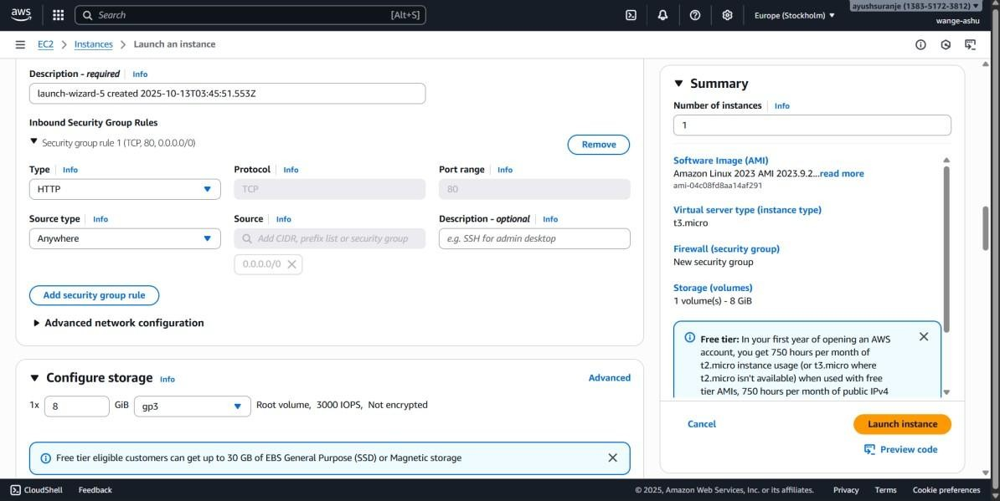 aws
Search [Alt+S]
Europe (Stockholm)
ayushsuranje (1383-5172-3812)
wange-ashu
EC2 Instances Launch an instance
Description - required Info
launch-wizard-5 created 2025-10-13T03:45:51.553Z
Inbound Security Group Rules
Security group rule 1 (TCP, 80, 0.0.0.0/0)
Remove
Type Info Protocol Info Port range Info
HTTP TCP 80
Source type Info Source Info Description - optional Info
Anywhere Add CIDR, prefix list or security group e.g. SSH for admin desktop
0.0.0.0/0
Add security group rule
Advanced network configuration
Configure storage Info Advanced
1x 8 GiB gp3 Root volume, 3000 IOPS, Not encrypted
Free tier eligible customers can get up to 30 GB of EBS General Purpose (SSD) or Magnetic storage
Summary
Number of instances Info
1
Software Image (AMI)
Amazon Linux 2023 AMI 2023.9.2...read more
ami-04c08fd8aa14af291
Virtual server type (instance type)
t3.micro
Firewall (security group)
New security group
Storage (volumes)
1 volume(s) - 8 GiB
Free tier: In your first year of opening an AWS
account, you get 750 hours per month of
t2.micro instance usage (or t3.micro where
t2.micro isn't available) when used with free
tier AMIs, 750 hours per month of public IPv4
Cancel Launch instance
Preview code
CloudShell Feedback © 2025, Amazon Web Services, Inc. or its affiliates. Privacy Terms Cookie preferences